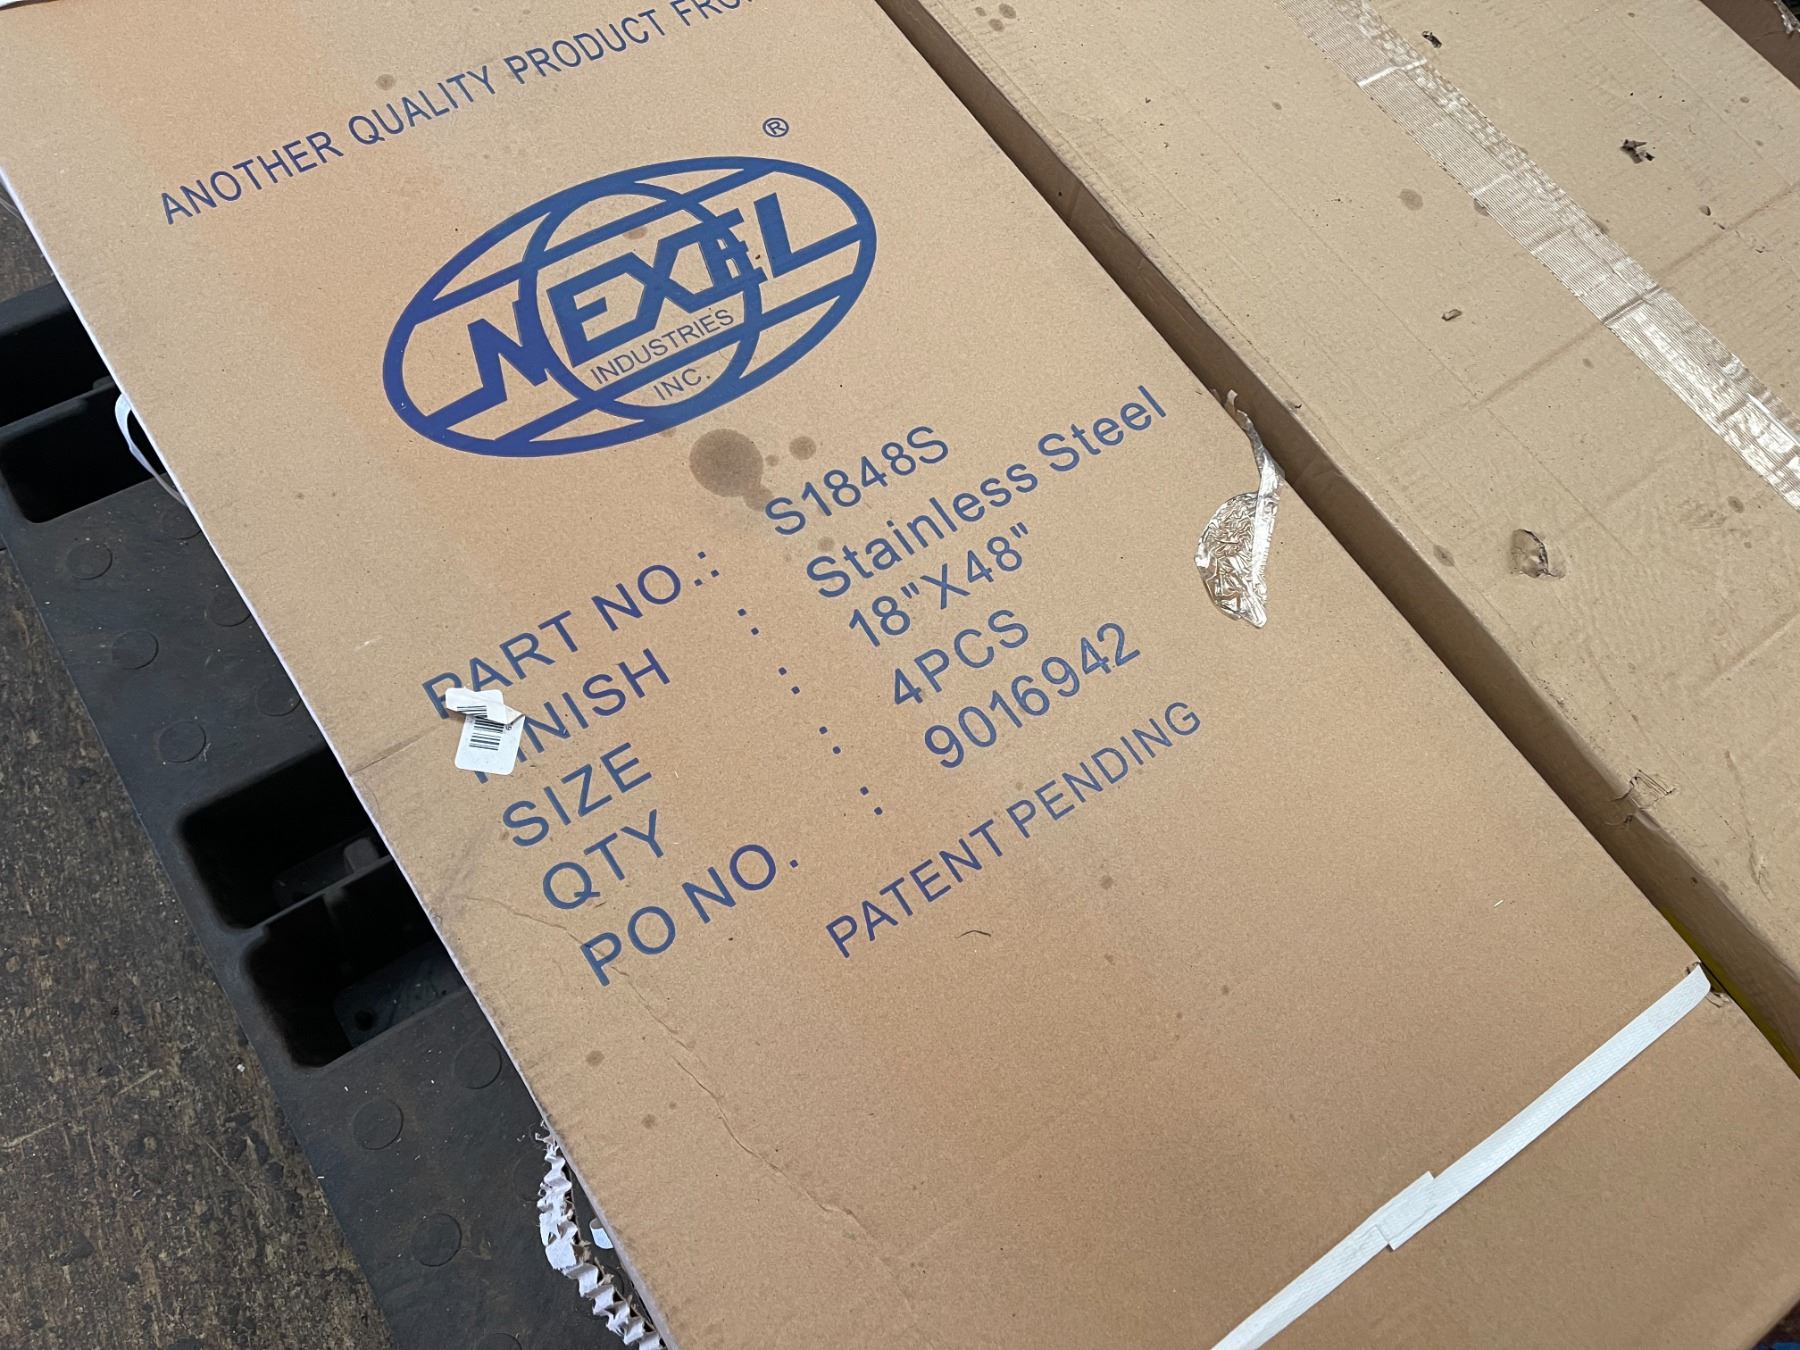 ANOTHER QUALITY PRODUCT
®
NEXEL
INDUSTRIES
INC.
PART NO.: S1848S
FINISH : Stainless Steel
SIZE : 18"X48"
QTY : 4PCS
PO NO. : 9016942
PATENT PENDING